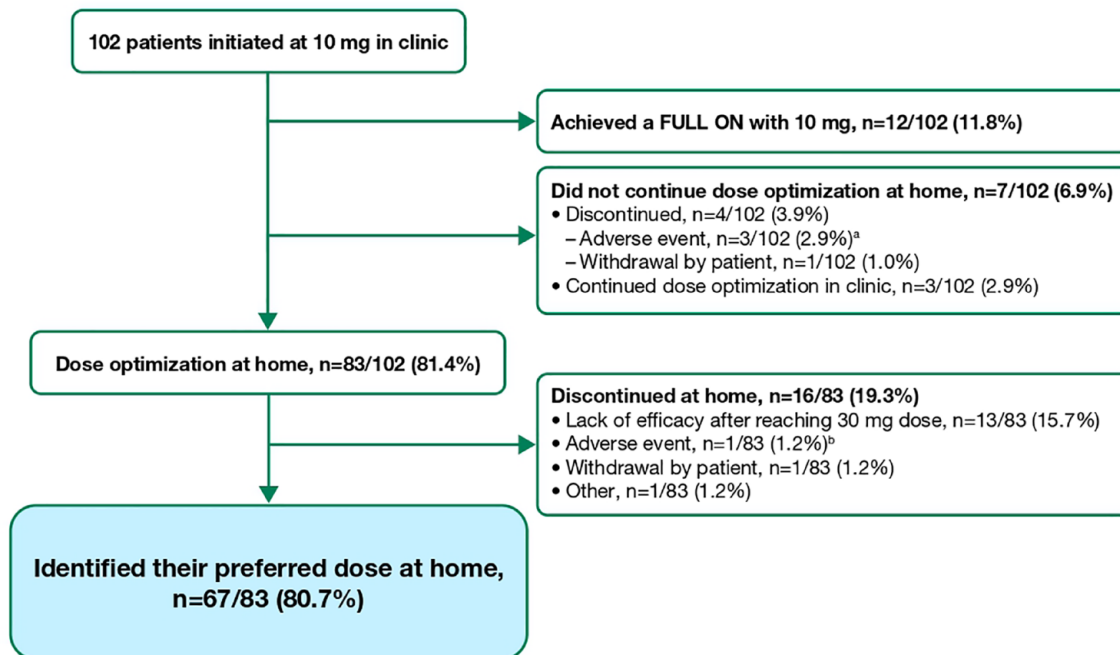 102 patients initiated at 10 mg in clinic
Achieved a FULL ON with 10 mg, n=12/102 (11.8%)
Did not continue dose optimization at home, n=7/102 (6.9%)
• Discontinued, n=4/102 (3.9%)
– Adverse event, n=3/102 (2.9%)ᵃ
– Withdrawal by patient, n=1/102 (1.0%)
• Continued dose optimization in clinic, n=3/102 (2.9%)
Dose optimization at home, n=83/102 (81.4%)
Discontinued at home, n=16/83 (19.3%)
• Lack of efficacy after reaching 30 mg dose, n=13/83 (15.7%)
• Adverse event, n=1/83 (1.2%)ᵇ
• Withdrawal by patient, n=1/83 (1.2%)
• Other, n=1/83 (1.2%)
Identified their preferred dose at home,
n=67/83 (80.7%)